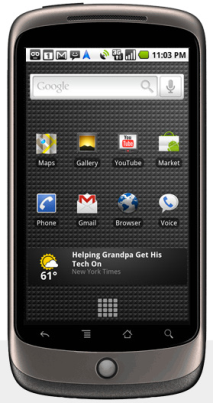 11:03 PM
Google
Maps Gallery YouTube Market
Phone Gmail Browser Voice
Helping Grandpa Get His
Tech On
New York Times
61°